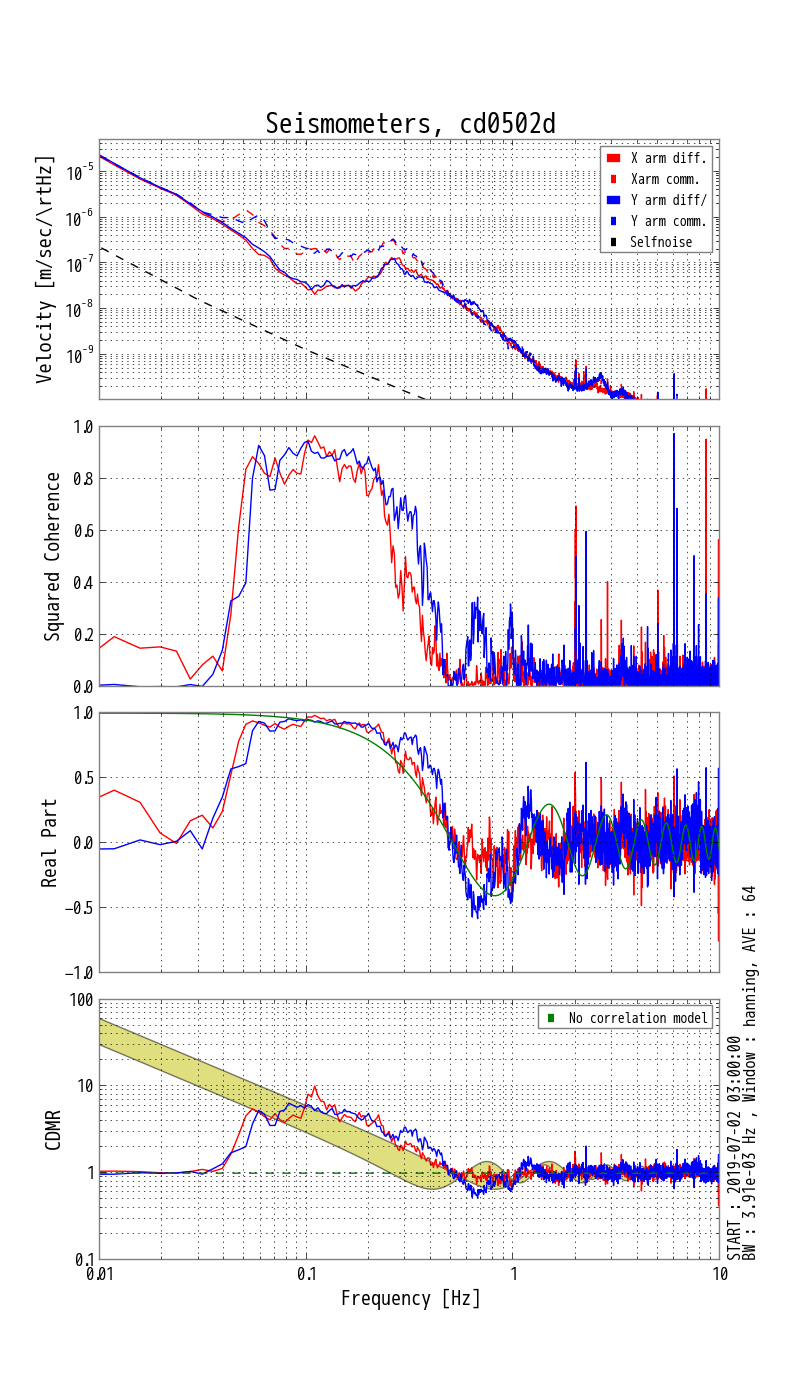 Seismometers, cd0502d
Velocity [m/sec/\rtHz]
10^-5
10^-6
10^-7
10^-8
10^-9
X arm diff.
Xarm comm.
Y arm diff/
Y arm comm.
Selfnoise
Squared Coherence
1.0
0.8
0.6
0.4
0.2
0.0
Real Part
1.0
0.5
0.0
−0.5
−1.0
CDMR
100
10
1
0.1
No correlation model
0.01
0.1
1
10
Frequency [Hz]
START : 2019-07-02 03:00:00
BW : 3.91e-03 Hz , Window : hanning, AVE : 64